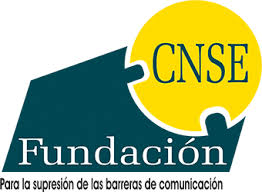 CNSE
Fundación
Para la supresión de las barreras de comunicación